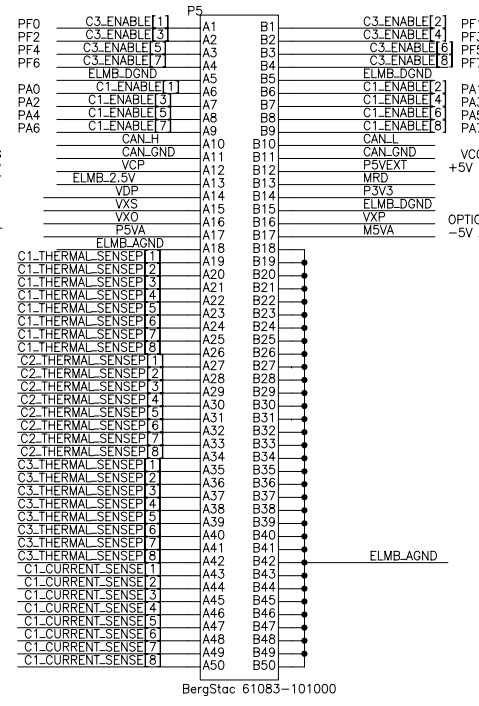 P5
PF0 C3_ENABLE[1] A1 B1 C3_ENABLE[2]
PF2 C3_ENABLE[3] A2 B2 C3_ENABLE[4]
PF4 C3_ENABLE[5] A3 B3 C3_ENABLE[6]
PF6 C3_ENABLE[7] A4 B4 C3_ENABLE[8]
ELMB_DGND A5 B5 ELMB_DGND
PA0 C1_ENABLE[1] A6 B6 C1_ENABLE[2]
PA2 C1_ENABLE[3] A7 B7 C1_ENABLE[4]
PA4 C1_ENABLE[5] A8 B8 C1_ENABLE[6]
PA6 C1_ENABLE[7] A9 B9 C1_ENABLE[8]
CAN_H A10 B10 CAN_L
CAN_GND A11 B11 CAN_GND
VCP A12 B12 P5VEXT +5V
ELMB_2.5V A13 B13 MRD
VDP A14 B14 P3V3
VXS A15 B15 ELMB_DGND
VXO A16 B16 VXP
P5VA A17 B17 M5VA -5V
ELMB_AGND A18 B18
C1_THERMAL_SENSEP[1] A19 B19
C1_THERMAL_SENSEP[2] A20 B20
C1_THERMAL_SENSEP[3] A21 B21
C1_THERMAL_SENSEP[4] A22 B22
C1_THERMAL_SENSEP[5] A23 B23
C1_THERMAL_SENSEP[6] A24 B24
C1_THERMAL_SENSEP[7] A25 B25
C1_THERMAL_SENSEP[8] A26 B26
C2_THERMAL_SENSEP[1] A27 B27
C2_THERMAL_SENSEP[2] A28 B28
C2_THERMAL_SENSEP[3] A29 B29
C2_THERMAL_SENSEP[4] A30 B30
C2_THERMAL_SENSEP[5] A31 B31
C2_THERMAL_SENSEP[6] A32 B32
C2_THERMAL_SENSEP[7] A33 B33
C2_THERMAL_SENSEP[8] A34 B34
C3_THERMAL_SENSEP[1] A35 B35
C3_THERMAL_SENSEP[2] A36 B36
C3_THERMAL_SENSEP[3] A37 B37
C3_THERMAL_SENSEP[4] A38 B38
C3_THERMAL_SENSEP[5] A39 B39
C3_THERMAL_SENSEP[6] A40 B40
C3_THERMAL_SENSEP[7] A41 B41
C3_THERMAL_SENSEP[8] A42 B42 ELMB_AGND
C1_CURRENT_SENSE[1] A43 B43
C1_CURRENT_SENSE[2] A44 B44
C1_CURRENT_SENSE[3] A45 B45
C1_CURRENT_SENSE[4] A46 B46
C1_CURRENT_SENSE[5] A47 B47
C1_CURRENT_SENSE[6] A48 B48
C1_CURRENT_SENSE[7] A49 B49
C1_CURRENT_SENSE[8] A50 B50
BergStac 61083-101000